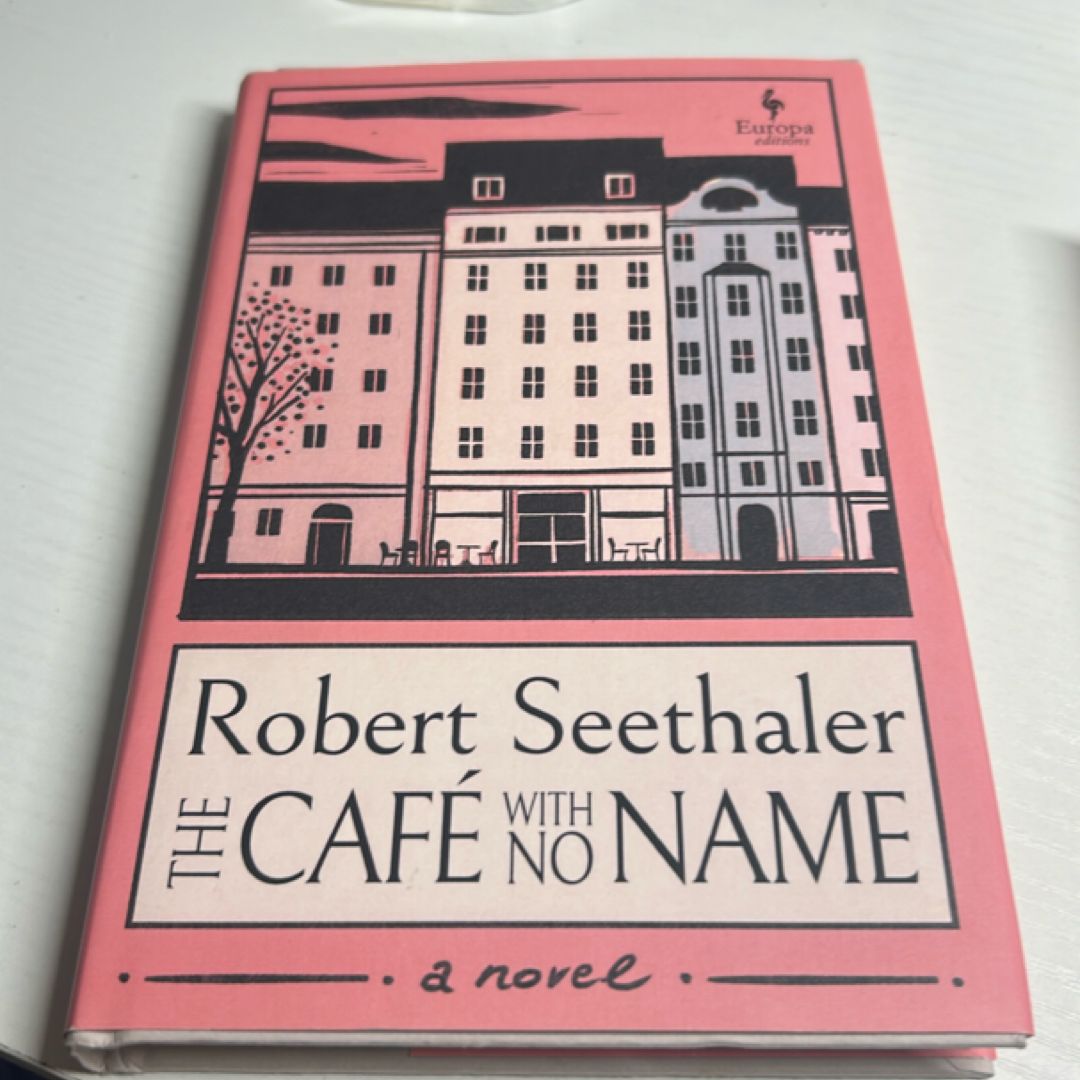 Europa
editions
Robert Seethaler
THE CAFÉ WITH NO NAME
a novel